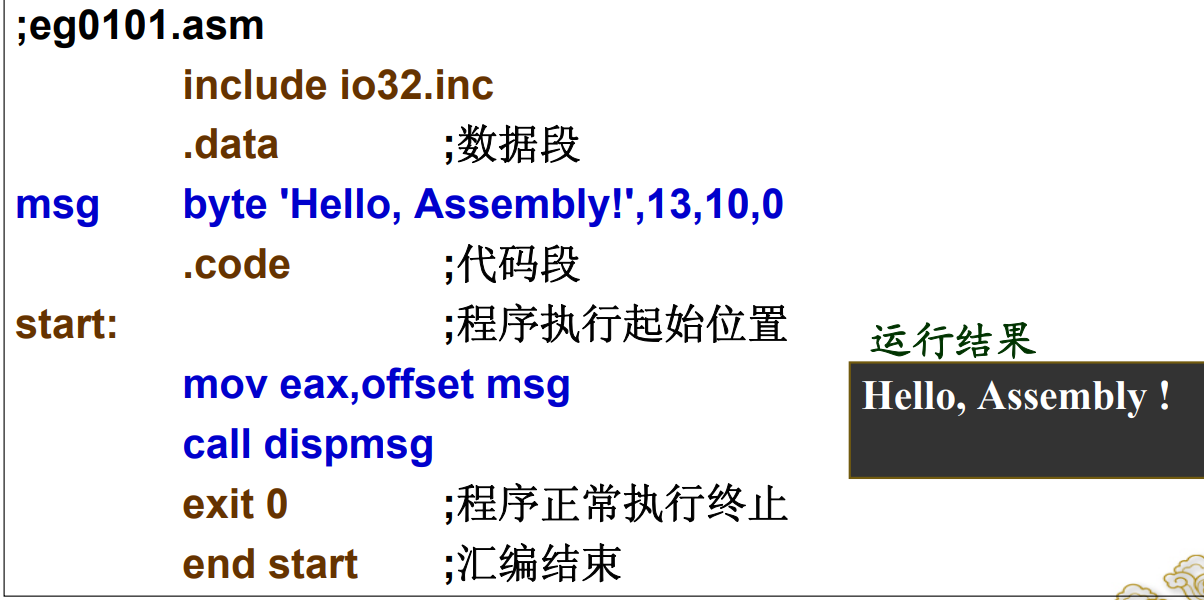 ;eg0101.asm
include io32.inc
.data ;数据段
msg byte 'Hello, Assembly!',13,10,0
.code ;代码段
start: ;程序执行起始位置
mov eax,offset msg
call dispmsg
exit 0 ;程序正常执行终止
end start ;汇编结束
运行结果
Hello, Assembly !